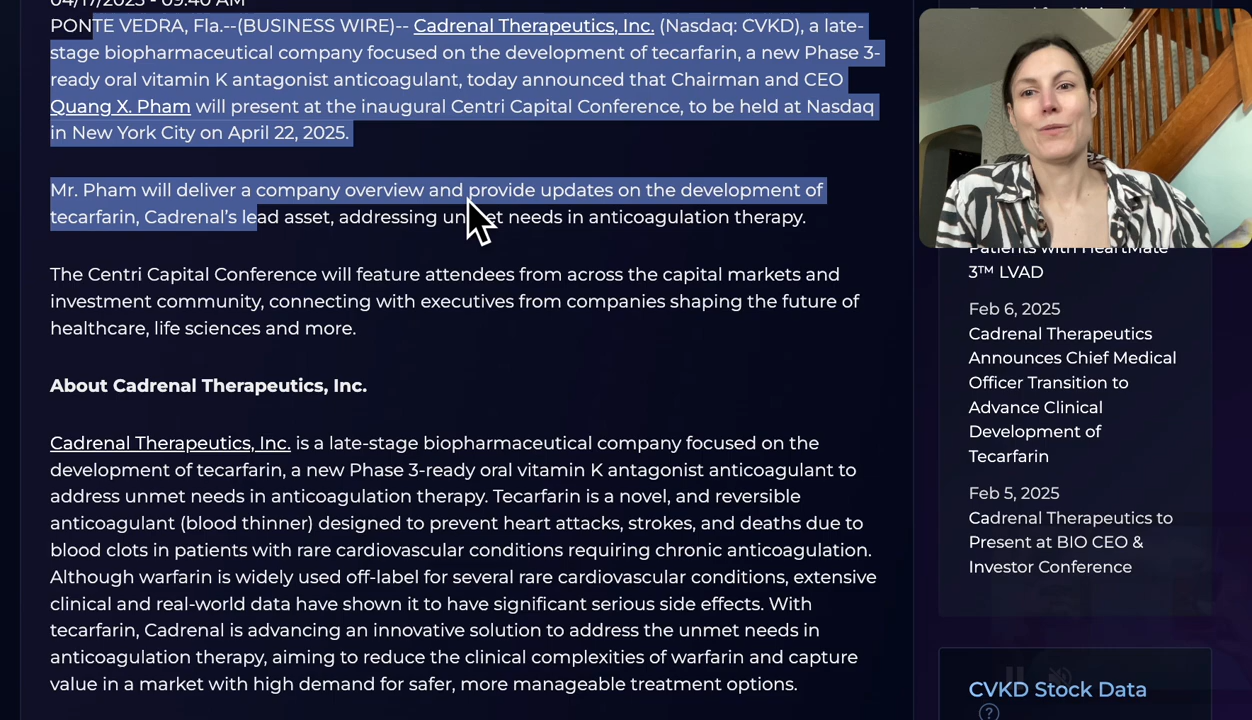 04/17/2025 - 09:40 AM
PONTE VEDRA, Fla.--(BUSINESS WIRE)-- Cadrenal Therapeutics, Inc. (Nasdaq: CVKD), a late-
stage biopharmaceutical company focused on the development of tecarfarin, a new Phase 3-
ready oral vitamin K antagonist anticoagulant, today announced that Chairman and CEO
Quang X. Pham will present at the inaugural Centri Capital Conference, to be held at Nasdaq
in New York City on April 22, 2025.
Mr. Pham will deliver a company overview and provide updates on the development of
tecarfarin, Cadrenal’s lead asset, addressing unmet needs in anticoagulation therapy.
The Centri Capital Conference will feature attendees from across the capital markets and
investment community, connecting with executives from companies shaping the future of
healthcare, life sciences and more.
About Cadrenal Therapeutics, Inc.
Cadrenal Therapeutics, Inc. is a late-stage biopharmaceutical company focused on the
development of tecarfarin, a new Phase 3-ready oral vitamin K antagonist anticoagulant to
address unmet needs in anticoagulation therapy. Tecarfarin is a novel, and reversible
anticoagulant (blood thinner) designed to prevent heart attacks, strokes, and deaths due to
blood clots in patients with rare cardiovascular conditions requiring chronic anticoagulation.
Although warfarin is widely used off-label for several rare cardiovascular conditions, extensive
clinical and real-world data have shown it to have significant serious side effects. With
tecarfarin, Cadrenal is advancing an innovative solution to address the unmet needs in
anticoagulation therapy, aiming to reduce the clinical complexities of warfarin and capture
value in a market with high demand for safer, more manageable treatment options.
Patients with HeartMate
3™ LVAD
Feb 6, 2025
Cadrenal Therapeutics
Announces Chief Medical
Officer Transition to
Advance Clinical
Development of
Tecarfarin
Feb 5, 2025
Cadrenal Therapeutics to
Present at BIO CEO &
Investor Conference
CVKD Stock Data
?